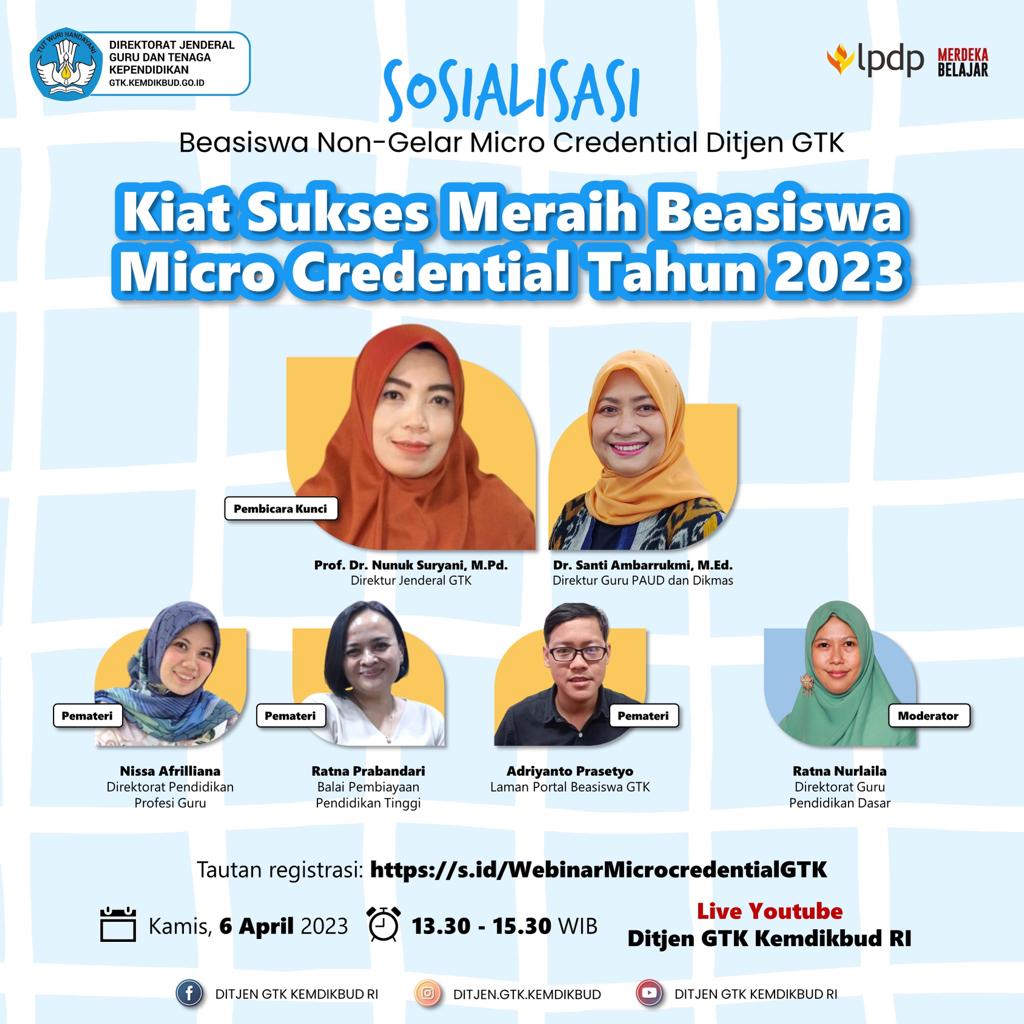 TUT WURI HANDAYANI
DIREKTORAT JENDERAL
GURU DAN TENAGA
KEPENDIDIKAN
GTK.KEMDIKBUD.GO.ID
lpdp
MERDEKA
BELAJAR
SOSIALISASI
Beasiswa Non-Gelar Micro Credential Ditjen GTK
Kiat Sukses Meraih Beasiswa
Micro Credential Tahun 2023
Pembicara Kunci
Prof. Dr. Nunuk Suryani, M.Pd.
Direktur Jenderal GTK
Dr. Santi Ambarrukmi, M.Ed.
Direktur Guru PAUD dan Dikmas
Pemateri
Nissa Afrilliana
Direktorat Pendidikan
Profesi Guru
Pemateri
Ratna Prabandari
Balai Pembiayaan
Pendidikan Tinggi
Pemateri
Adriyanto Prasetyo
Laman Portal Beasiswa GTK
Moderator
Ratna Nurlaila
Direktorat Guru
Pendidikan Dasar
Tautan registrasi: https://s.id/WebinarMicrocredentialGTK
Kamis, 6 April 2023
13.30 - 15.30 WIB
Live Youtube
Ditjen GTK Kemdikbud RI
DITJEN GTK KEMDIKBUD RI
DITJEN.GTK.KEMDIKBUD
DITJEN GTK KEMDIKBUD RI